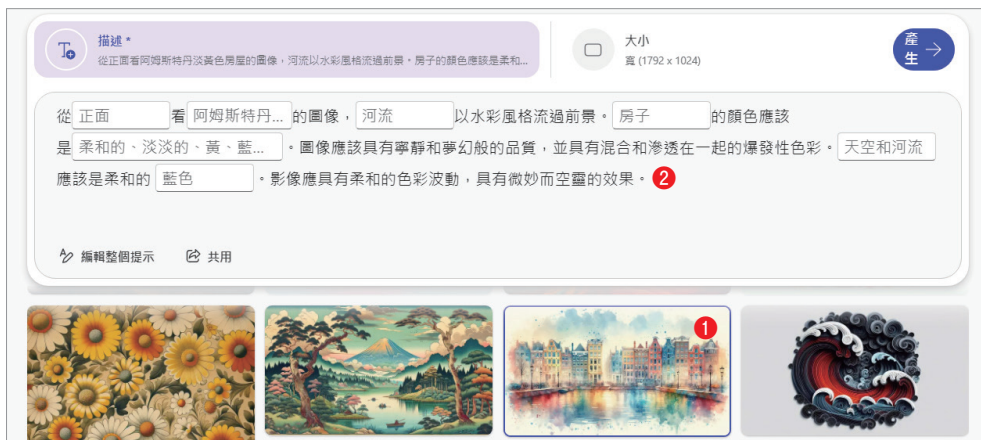 描述 *
從正面看阿姆斯特丹淡黃色房屋的圖像，河流以水彩風格流過前景。房子的顏色應該是柔和...
大小
寬 (1792 x 1024)
產生
從 正面 看 阿姆斯特丹... 的圖像， 河流 以水彩風格流過前景。 房子 的顏色應該
是 柔和的、淡淡的、黃、藍... 。圖像應該具有寧靜和夢幻般的品質，並具有混合和滲透在一起的爆發性色彩。 天空和河流
應該是柔和的 藍色 。影像應具有柔和的色彩波動，具有微妙而空靈的效果。 2
編輯整個提示 共用
1